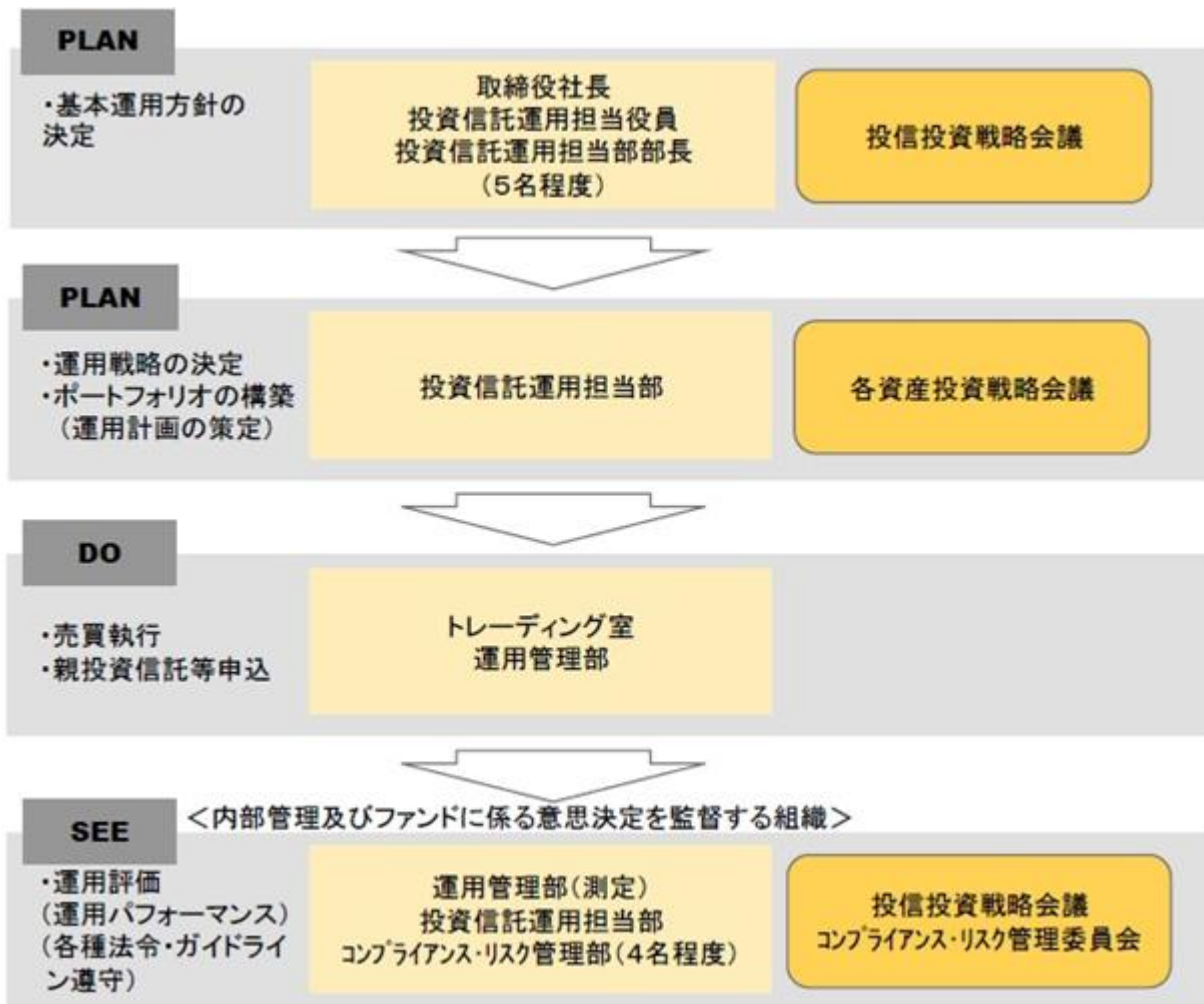 PLAN
・基本運用方針の
決定
取締役社長
投資信託運用担当役員
投資信託運用担当部部長
(5名程度)
投信投資戦略会議
PLAN
・運用戦略の決定
・ポートフォリオの構築
(運用計画の策定)
投資信託運用担当部
各資産投資戦略会議
DO
・売買執行
・親投資信託等申込
トレーディング室
運用管理部
SEE
＜内部管理及びファンドに係る意思決定を監督する組織＞
・運用評価
(運用パフォーマンス)
(各種法令・ガイドライ
ン遵守)
運用管理部(測定)
投資信託運用担当部
コンプライアンス・リスク管理部(4名程度)
投信投資戦略会議
コンプライアンス・リスク管理委員会